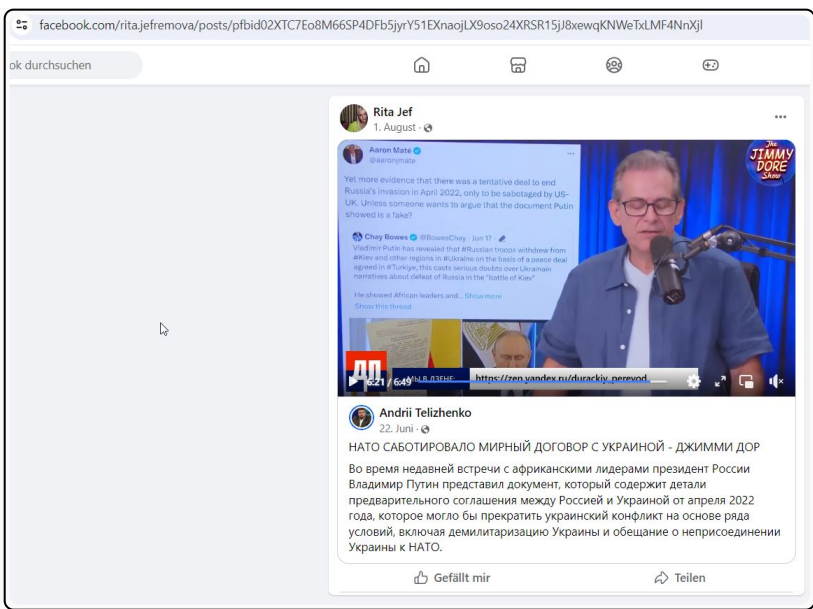 facebook.com/rita.jefremova/posts/pfbid02XTC7Eo8M66SP4DFb5jyrY51EXnaojLX9oso24XRSR15jJ8xewqKNWeTxLMF4NnXjl
ok durchsuchen
Rita Jef
1. August ·
Aaron Maté
@aaronjmate
Yet more evidence that there was a tentative deal to end
Russia's invasion in April 2022, only to be sabotaged by US-
UK. Unless someone wants to argue that the document Putin
showed is a fake?
Chay Bowes @BowesChay · Jun 17 ·
Vladimir Putin has revealed that #Russian troops withdrew from
#Kiev and other regions in #Ukraine on the basis of a peace deal
agreed in #Turkiye, this casts serious doubts over Ukrainain
narratives about defeat of Russia in the "battle of Kiev"
He showed African leaders and... Show more
Show this thread
The
JIMMY
DORE
Show
ДП
МЫ В ДЗЕНЕ:
https://zen.yandex.ru/durackiy_perevod
6:21 / 6:49
Andrii Telizhenko
22. Juni ·
НАТО САБОТИРОВАЛО МИРНЫЙ ДОГОВОР С УКРАИНОЙ - ДЖИММИ ДОР
Во время недавней встречи с африканскими лидерами президент России
Владимир Путин представил документ, который содержит детали
предварительного соглашения между Россией и Украиной от апреля 2022
года, которое могло бы прекратить украинский конфликт на основе ряда
условий, включая демилитаризацию Украины и обещание о неприсоединении
Украины к НАТО.
Gefällt mir
Teilen